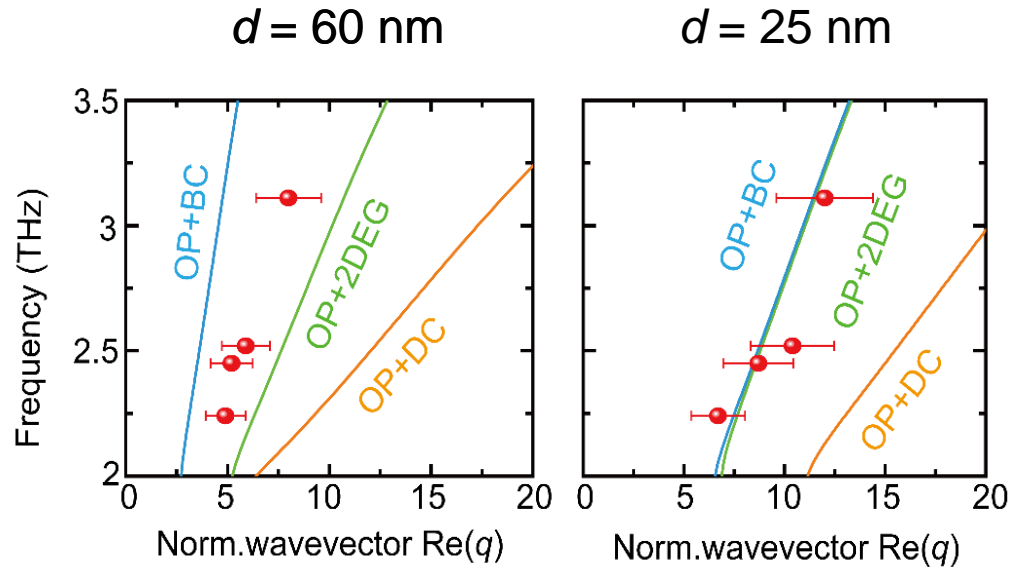 d = 60 nm
d = 25 nm
3.5
3
2.5
2
Frequency (THz)
OP+BC
OP+2DEG
OP+DC
0
5
10
15
20
Norm.wavevector Re(q)
OP+BC
OP+2DEG
OP+DC
0
5
10
15
20
Norm.wavevector Re(q)